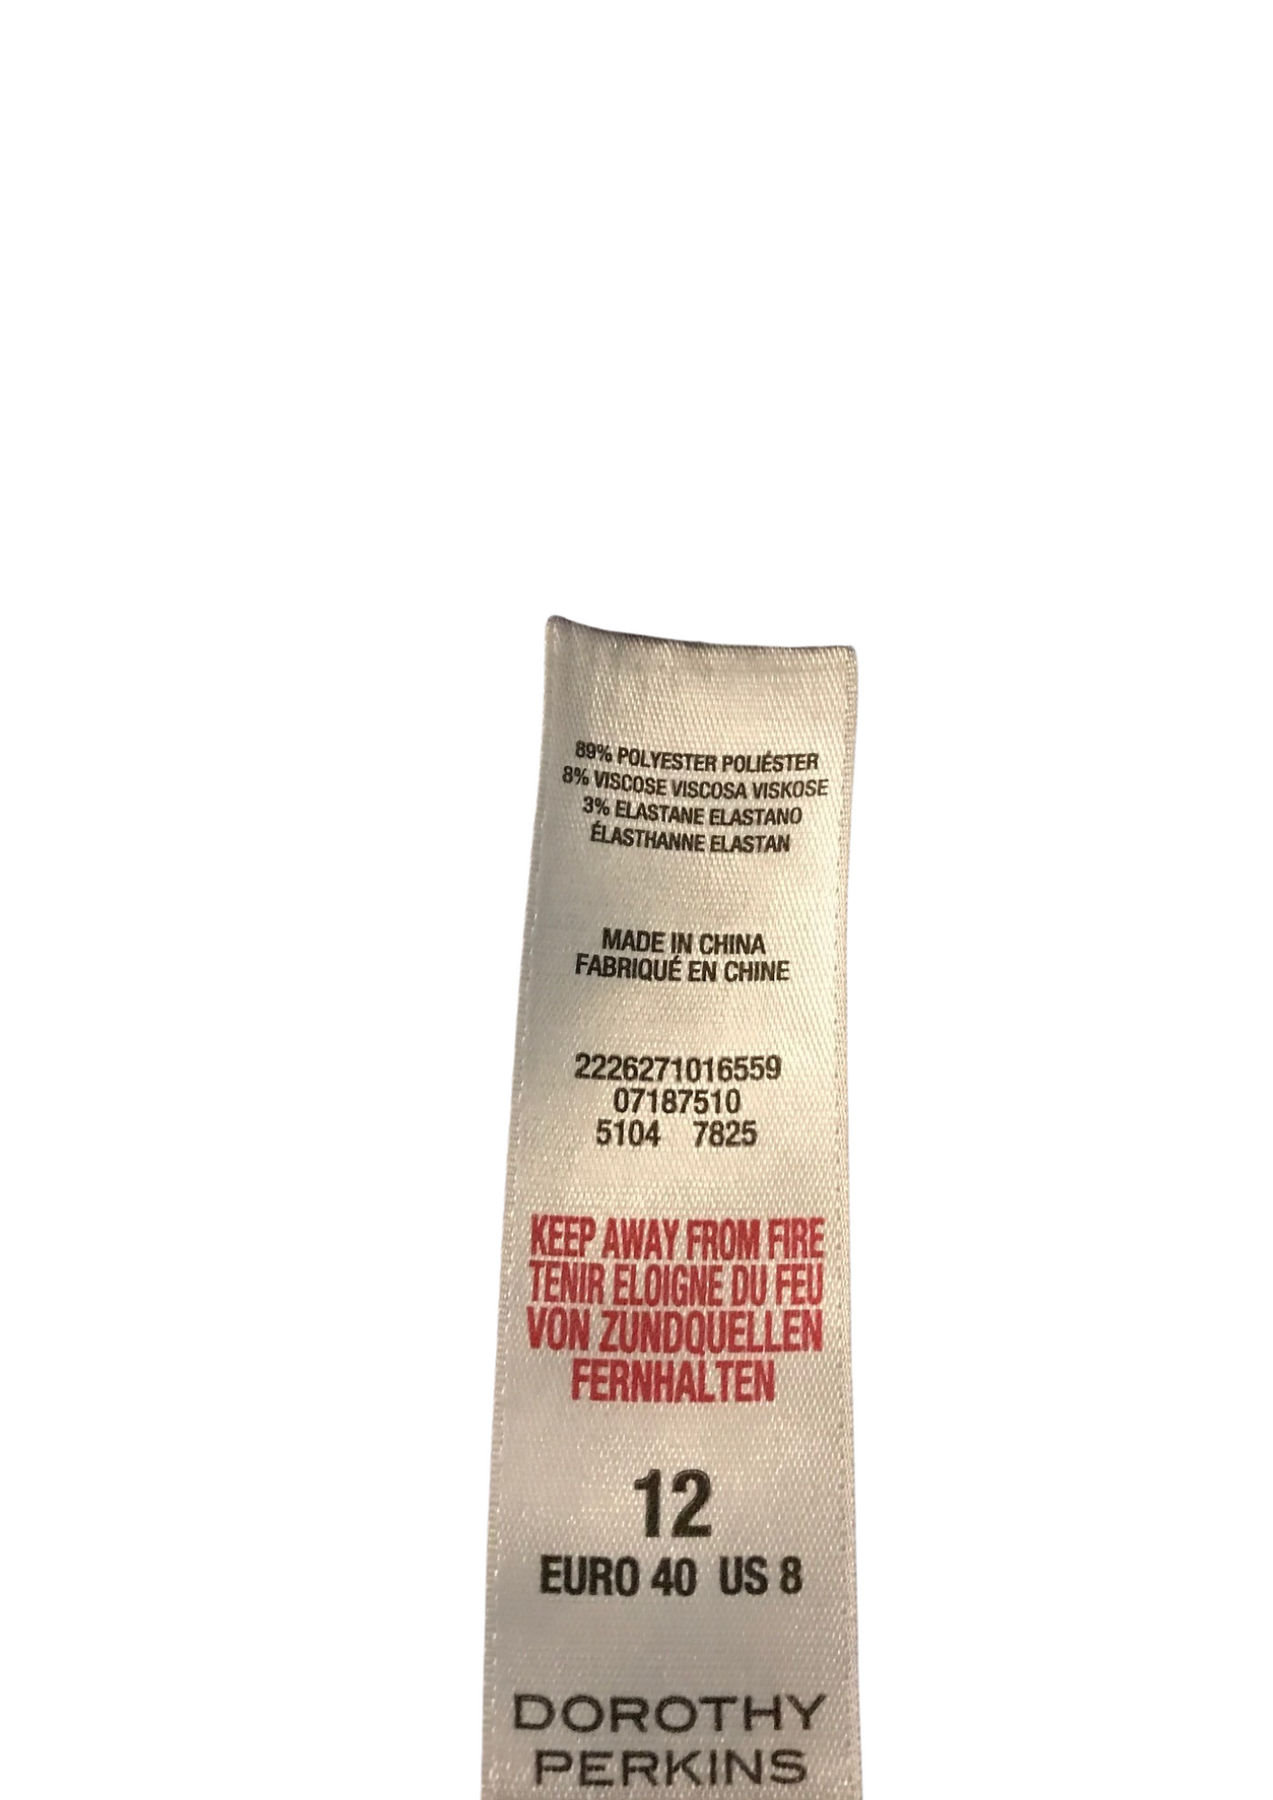 89% POLYESTER POLIÉSTER
8% VISCOSE VISCOSA VISKOSE
3% ELASTANE ELASTANO
ÉLASTHANNE ELASTAN
MADE IN CHINA
FABRIQUÉ EN CHINE
2226271016559
07187510
5104 7825
KEEP AWAY FROM FIRE
TENIR ELOIGNE DU FEU
VON ZUNDQUELLEN
FERNHALTEN
12
EURO 40 US 8
DOROTHY
PERKINS